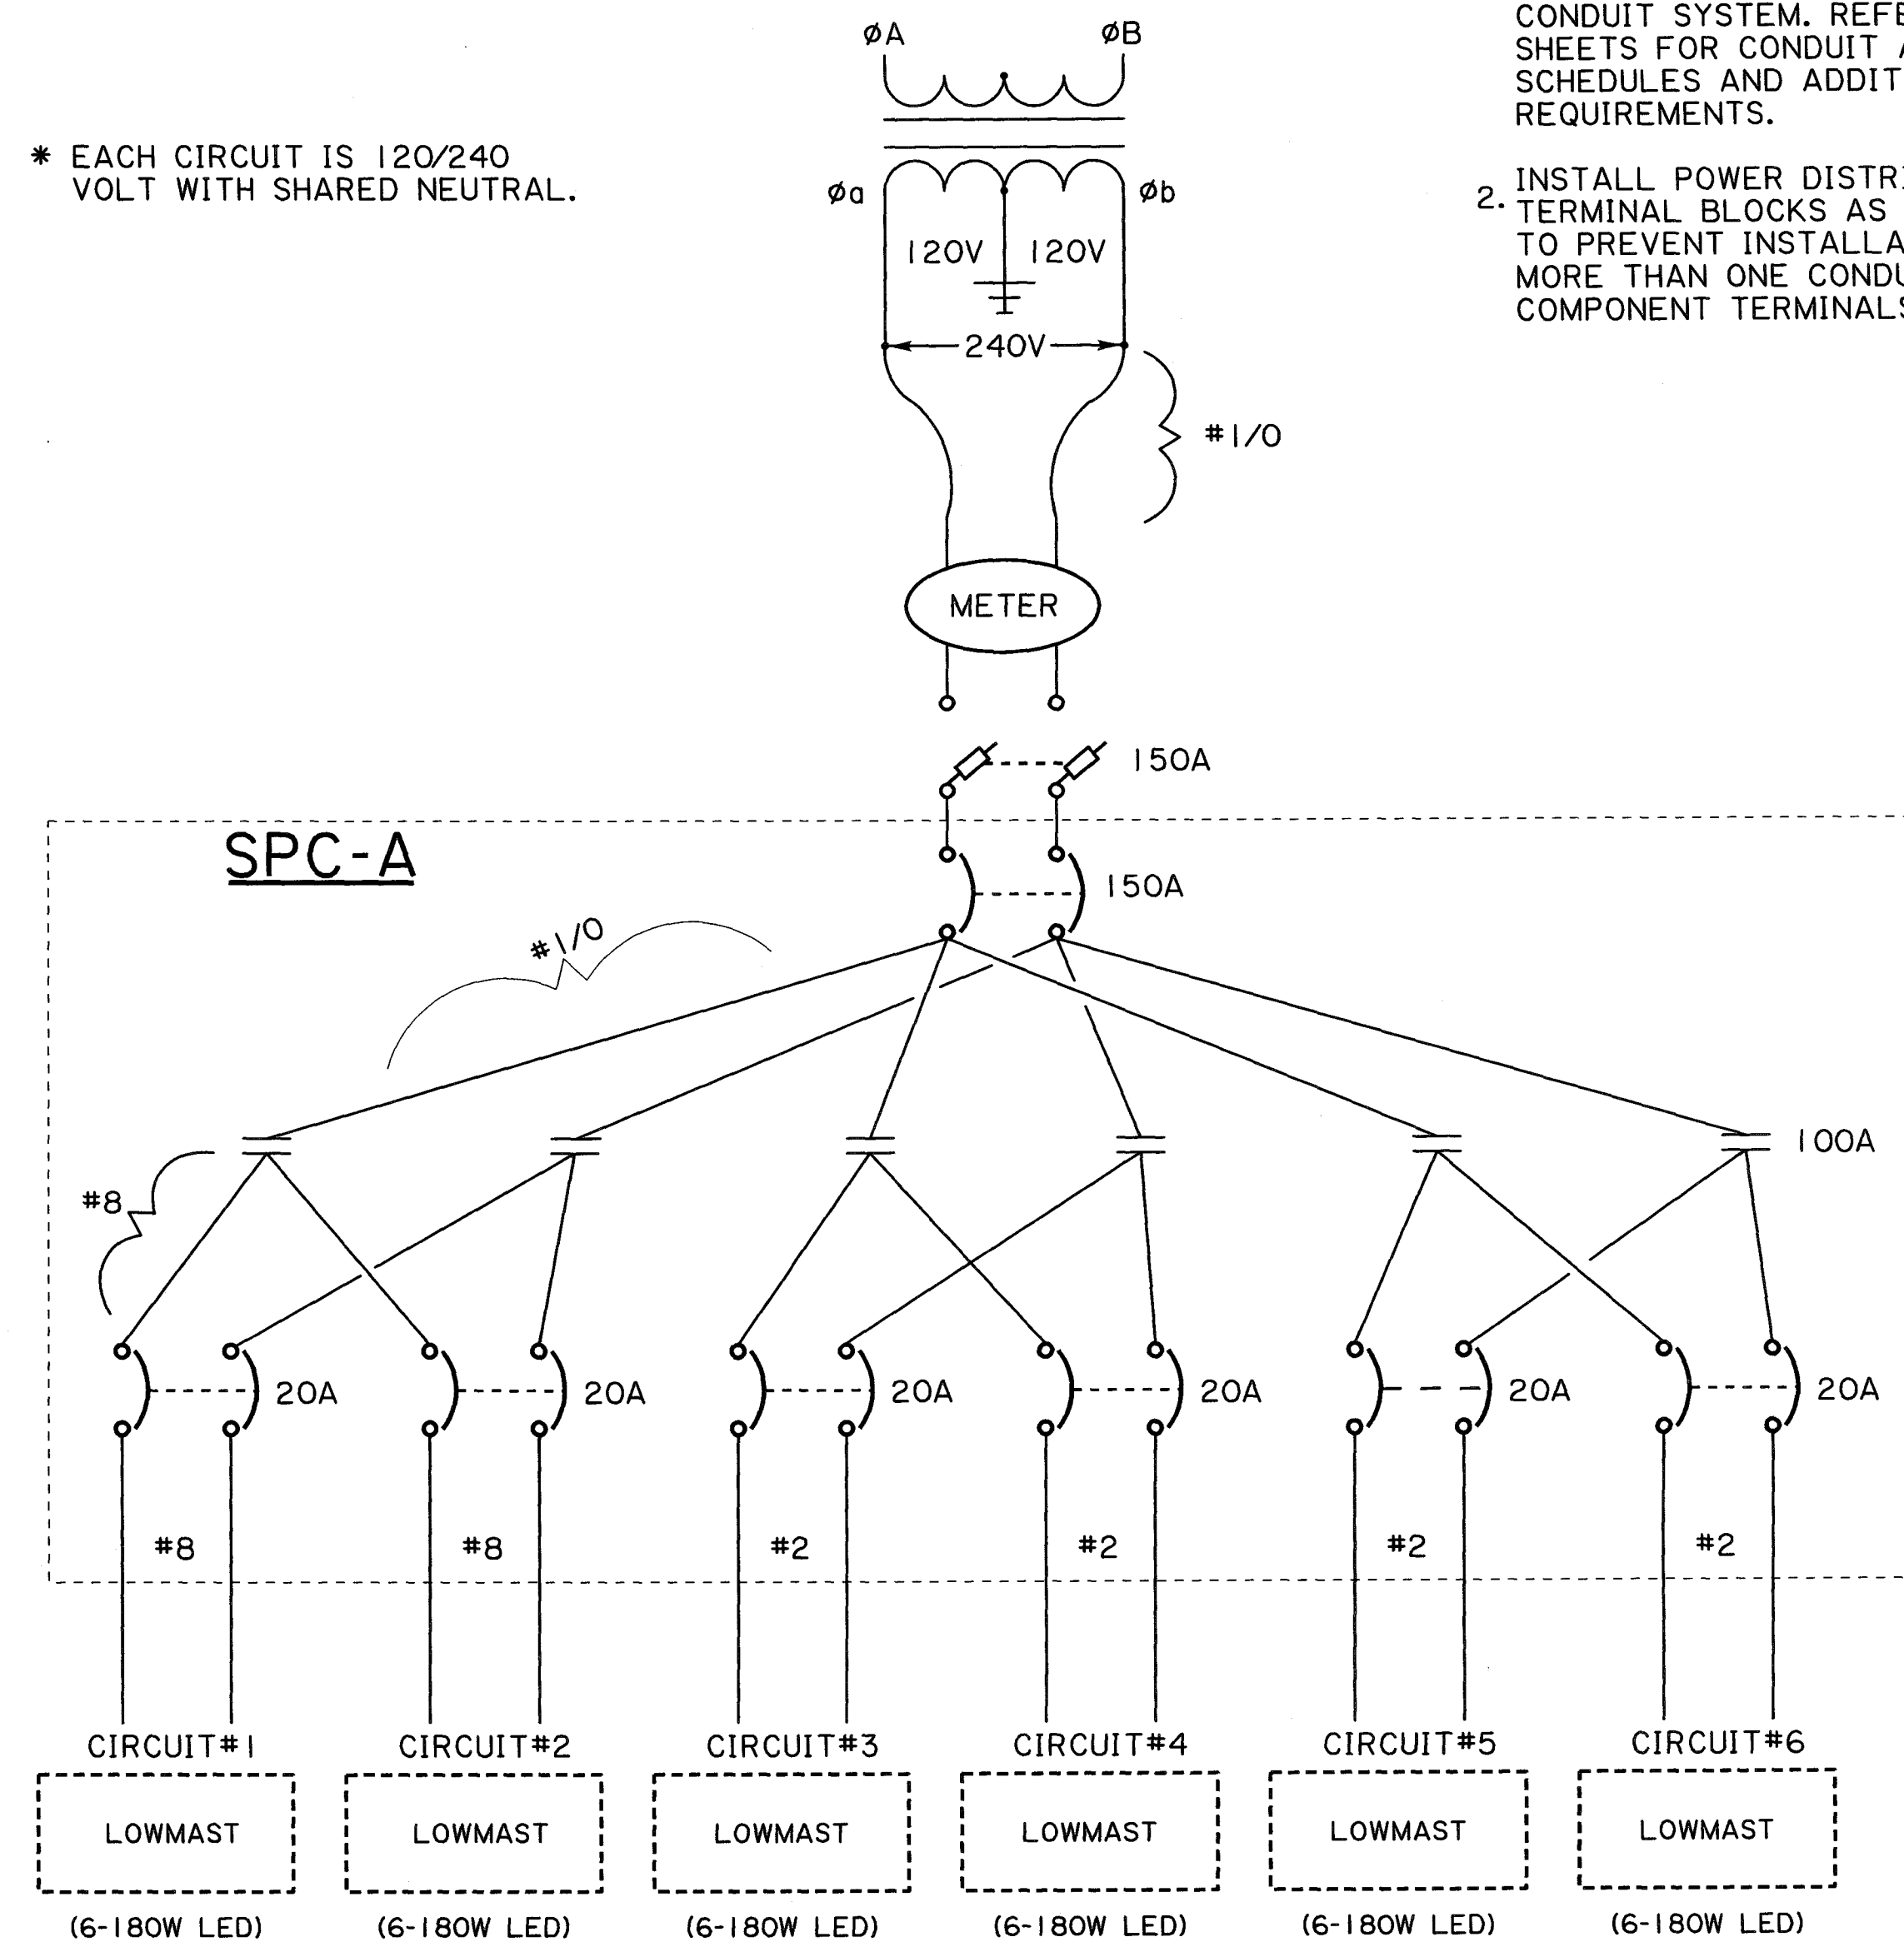 CONDUIT SYSTEM. REFE
SHEETS FOR CONDUIT A
SCHEDULES AND ADDIT
REQUIREMENTS.
2. INSTALL POWER DISTRI
TERMINAL BLOCKS AS
TO PREVENT INSTALLA
MORE THAN ONE CONDU
COMPONENT TERMINALS
* EACH CIRCUIT IS 120/240
VOLT WITH SHARED NEUTRAL.
ØA ØB
Øa Øb
120V 120V
240V
#1/0
METER
150A
SPC-A
150A
#1/0
100A
#8
20A 20A 20A 20A 20A 20A
#8 #8 #2 #2 #2 #2
CIRCUIT#1 CIRCUIT#2 CIRCUIT#3 CIRCUIT#4 CIRCUIT#5 CIRCUIT#6
LOWMAST LOWMAST LOWMAST LOWMAST LOWMAST LOWMAST
(6-180W LED) (6-180W LED) (6-180W LED) (6-180W LED) (6-180W LED) (6-180W LED)